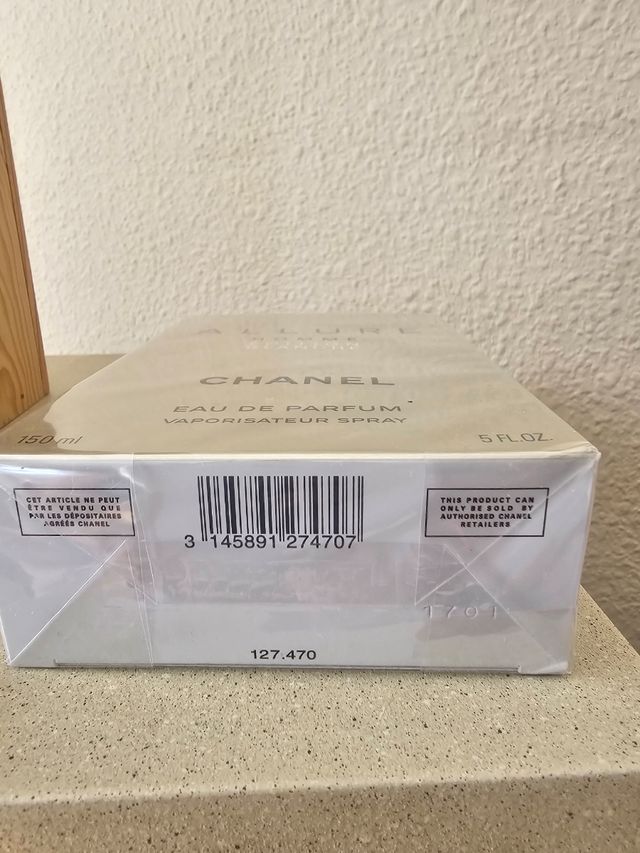 ALLURE
HOMME
CHANEL
EAU DE PARFUM
VAPORISATEUR SPRAY
150 ml
5 FL.OZ.
CET ARTICLE NE PEUT
ÊTRE VENDU QUE
PAR LES DÉPOSITAIRES
AGRÉÉS CHANEL
3 145891 274707
THIS PRODUCT CAN
ONLY BE SOLD BY
AUTHORISED CHANEL
RETAILERS
127.470